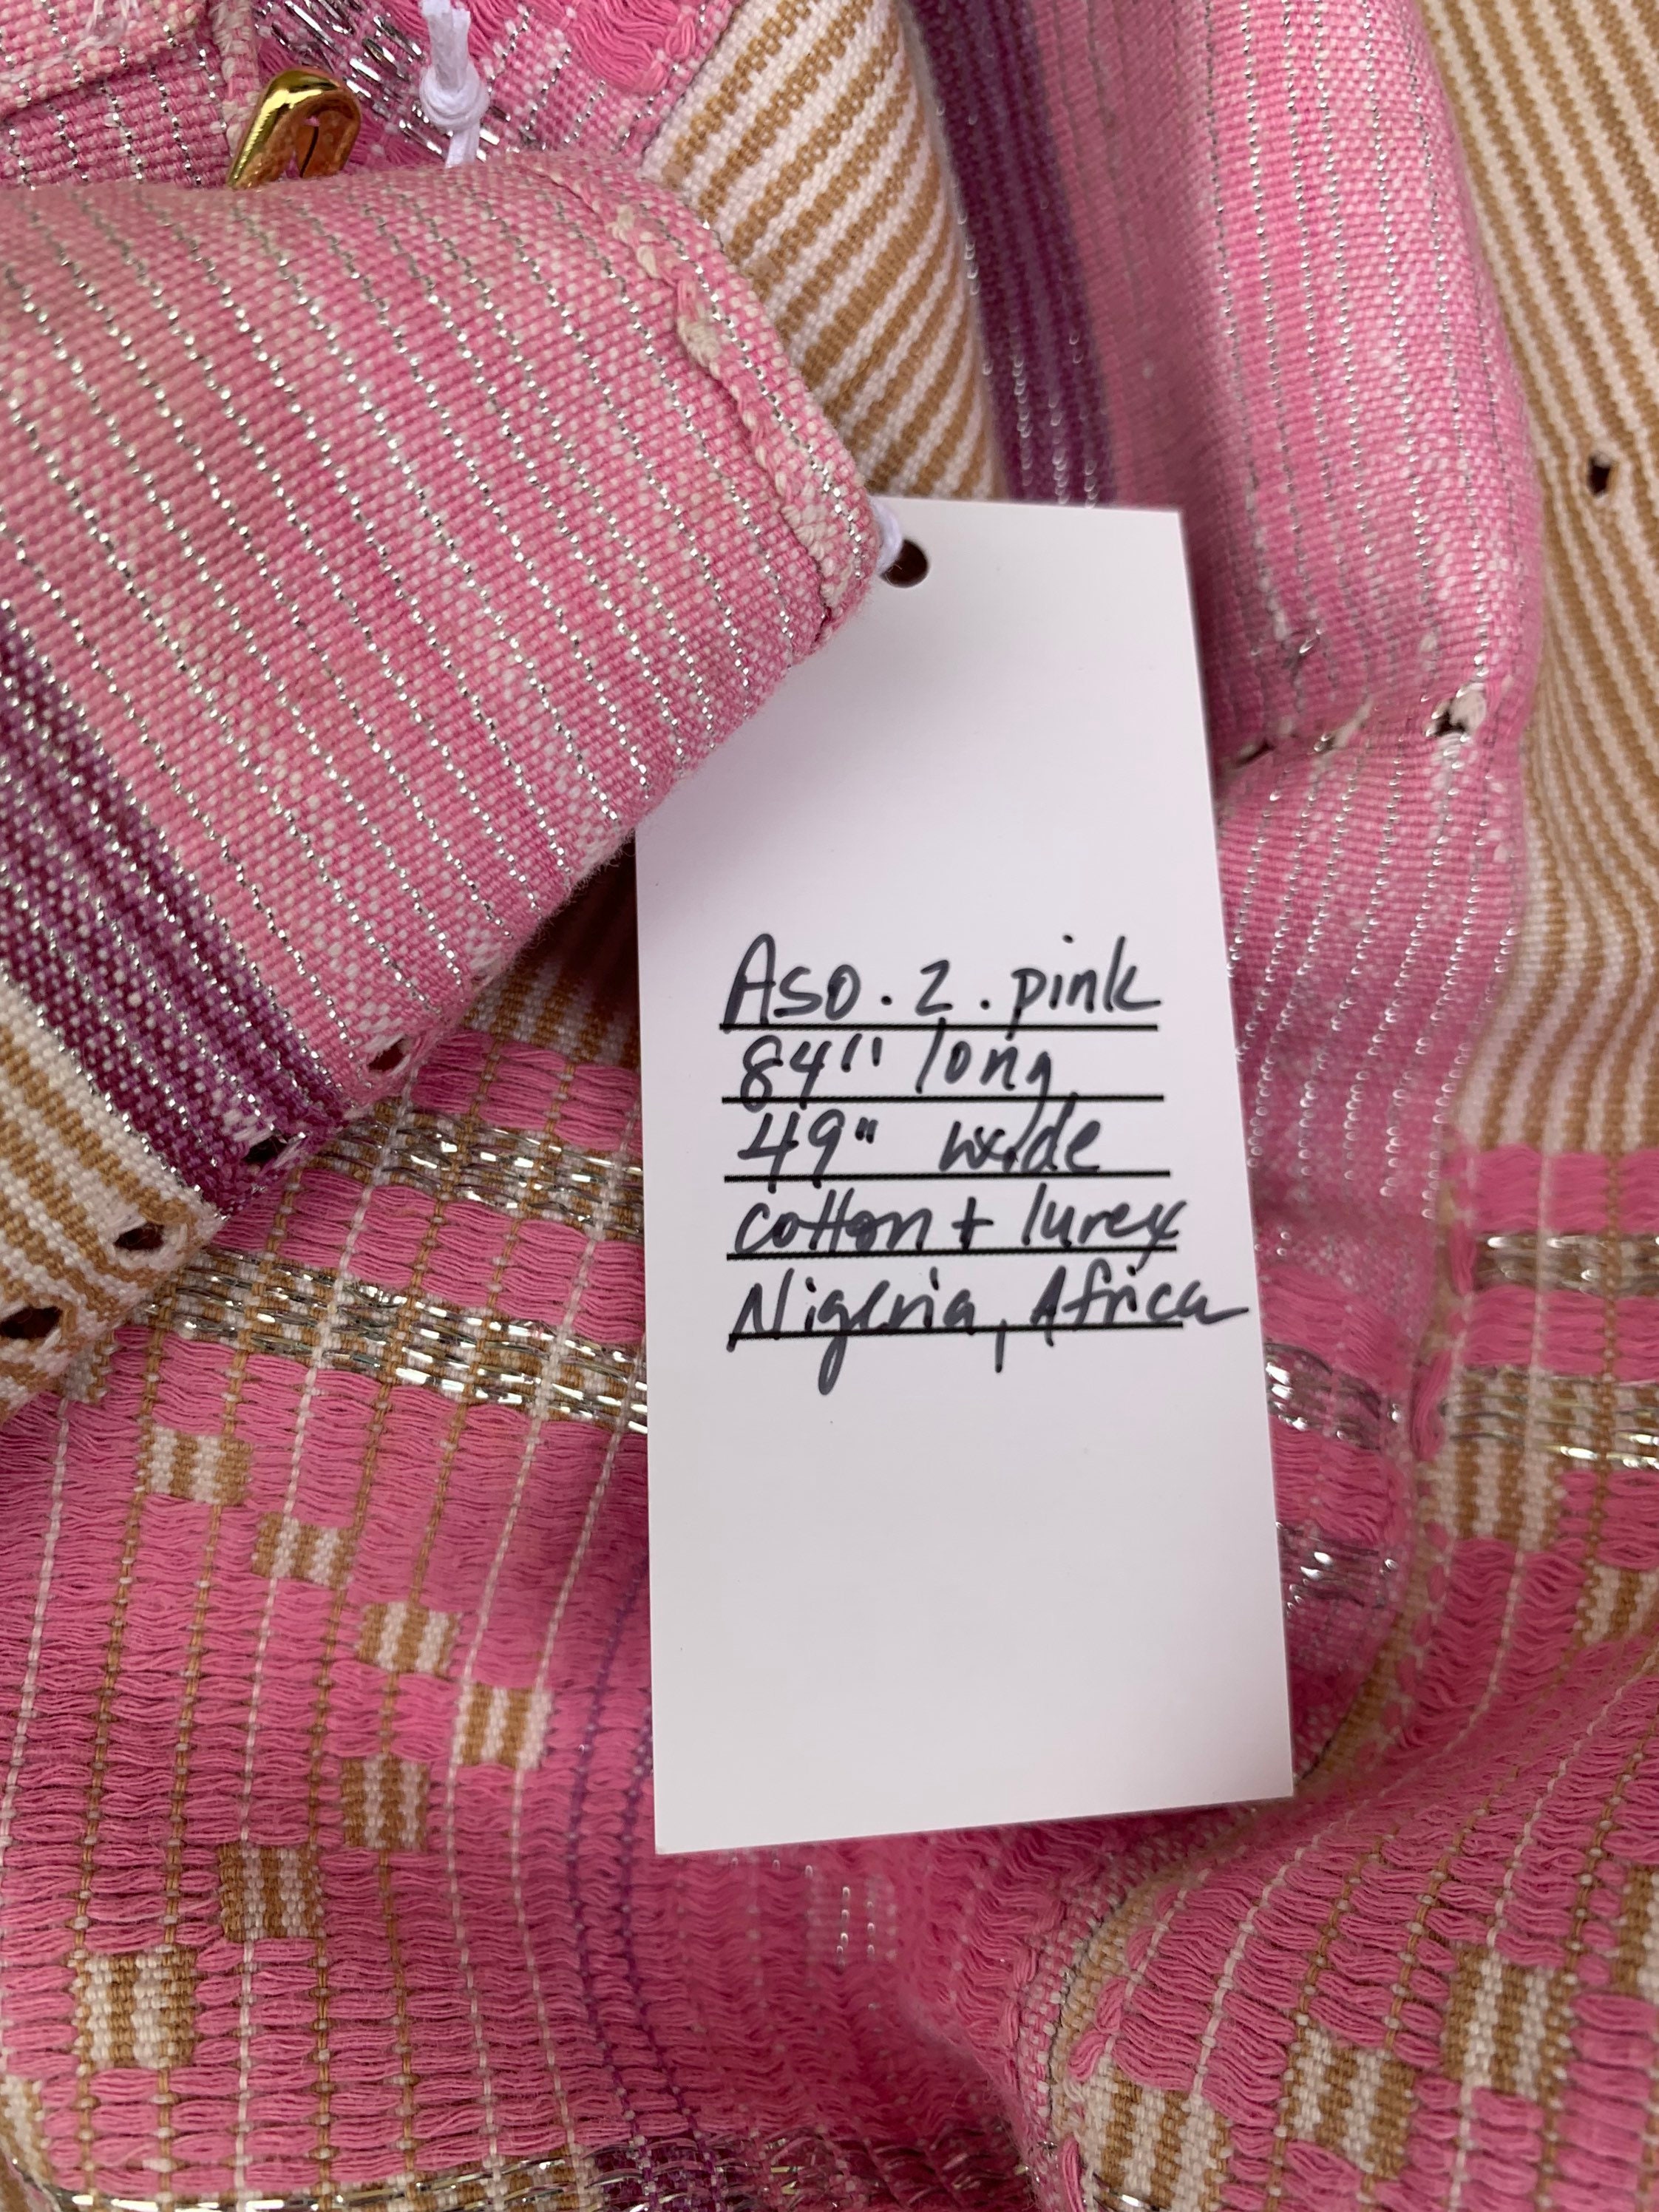 Aso. 2. pink
84" long
49" wide
cotton + lurex
Nigeria, Africa